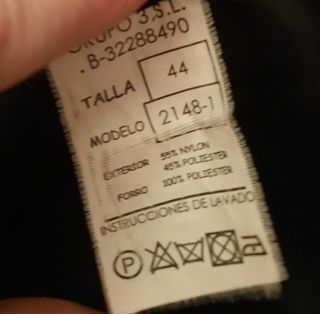 GRUPO 3,S.L.
. B-32288490
TALLA 44
MODELO 2148-1
EXTERIOR 55% NYLON
45% POLIESTER
FORRO 100% POLIESTER
INSTRUCCIONES DE LAVADO
P